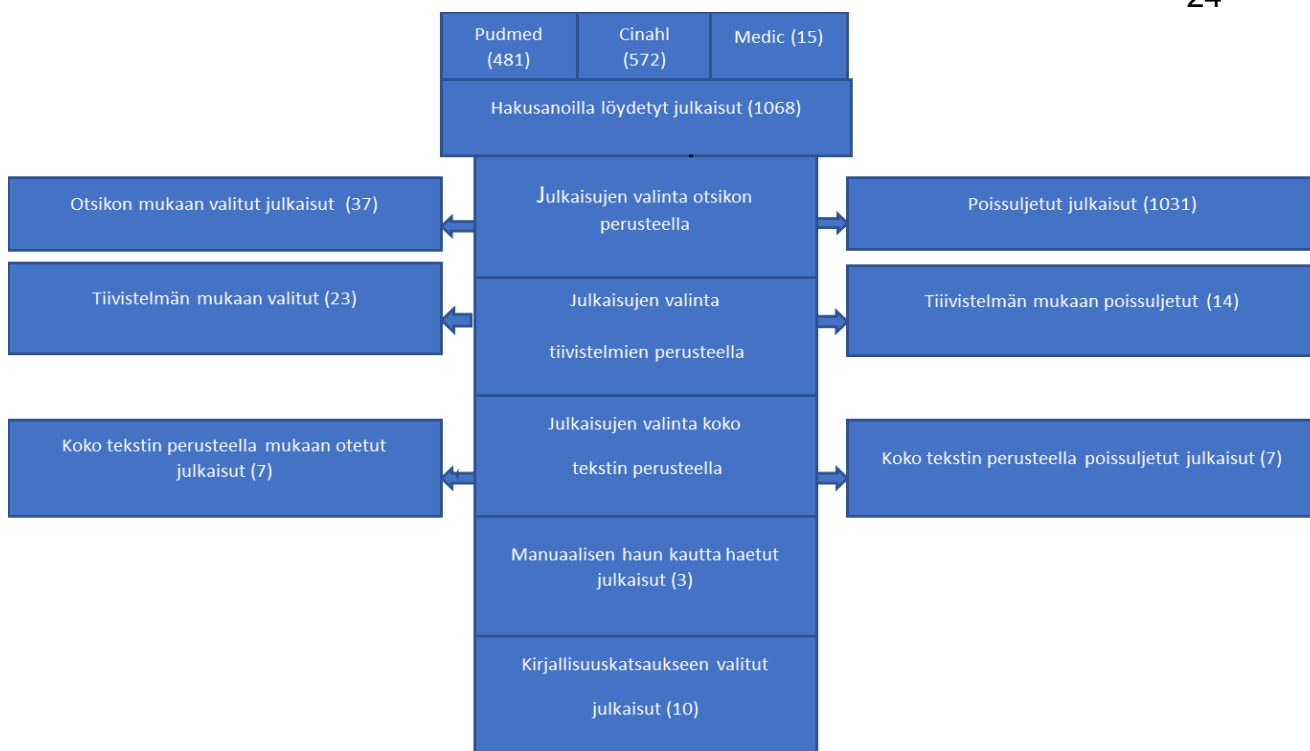 24
Pudmed
(481)
Cinahl
(572)
Medic (15)
Hakusanoilla löydetyt julkaisut (1068)
Julkaisujen valinta otsikon
perusteella
Otsikon mukaan valitut julkaisut (37)
Poissuljetut julkaisut (1031)
Julkaisujen valinta
tiivistelmien perusteella
Tiivistelmän mukaan valitut (23)
Tiiivistelmän mukaan poissuljetut (14)
Julkaisujen valinta koko
tekstin perusteella
Koko tekstin perusteella mukaan otetut
julkaisut (7)
Koko tekstin perusteella poissuljetut julkaisut (7)
Manuaalisen haun kautta haetut
julkaisut (3)
Kirjallisuuskatsaukseen valitut
julkaisut (10)